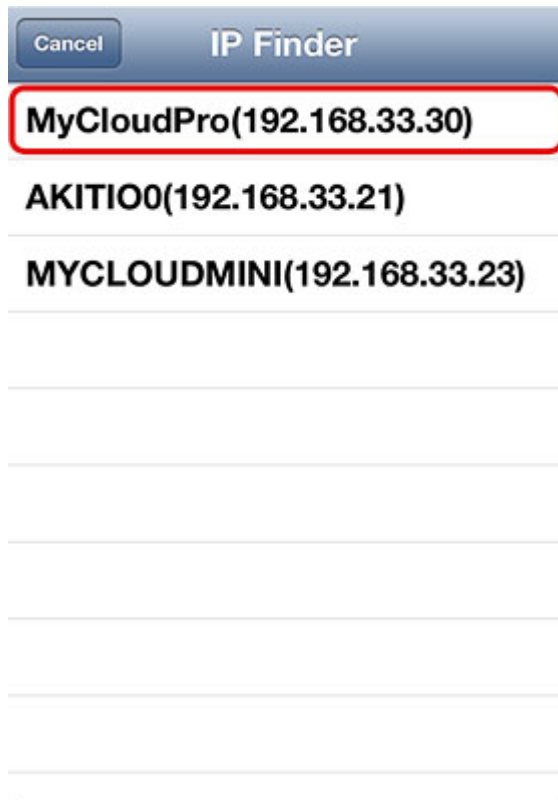 Cancel
IP Finder
MyCloudPro(192.168.33.30)
AKITIO0(192.168.33.21)
MYCLOUDMINI(192.168.33.23)